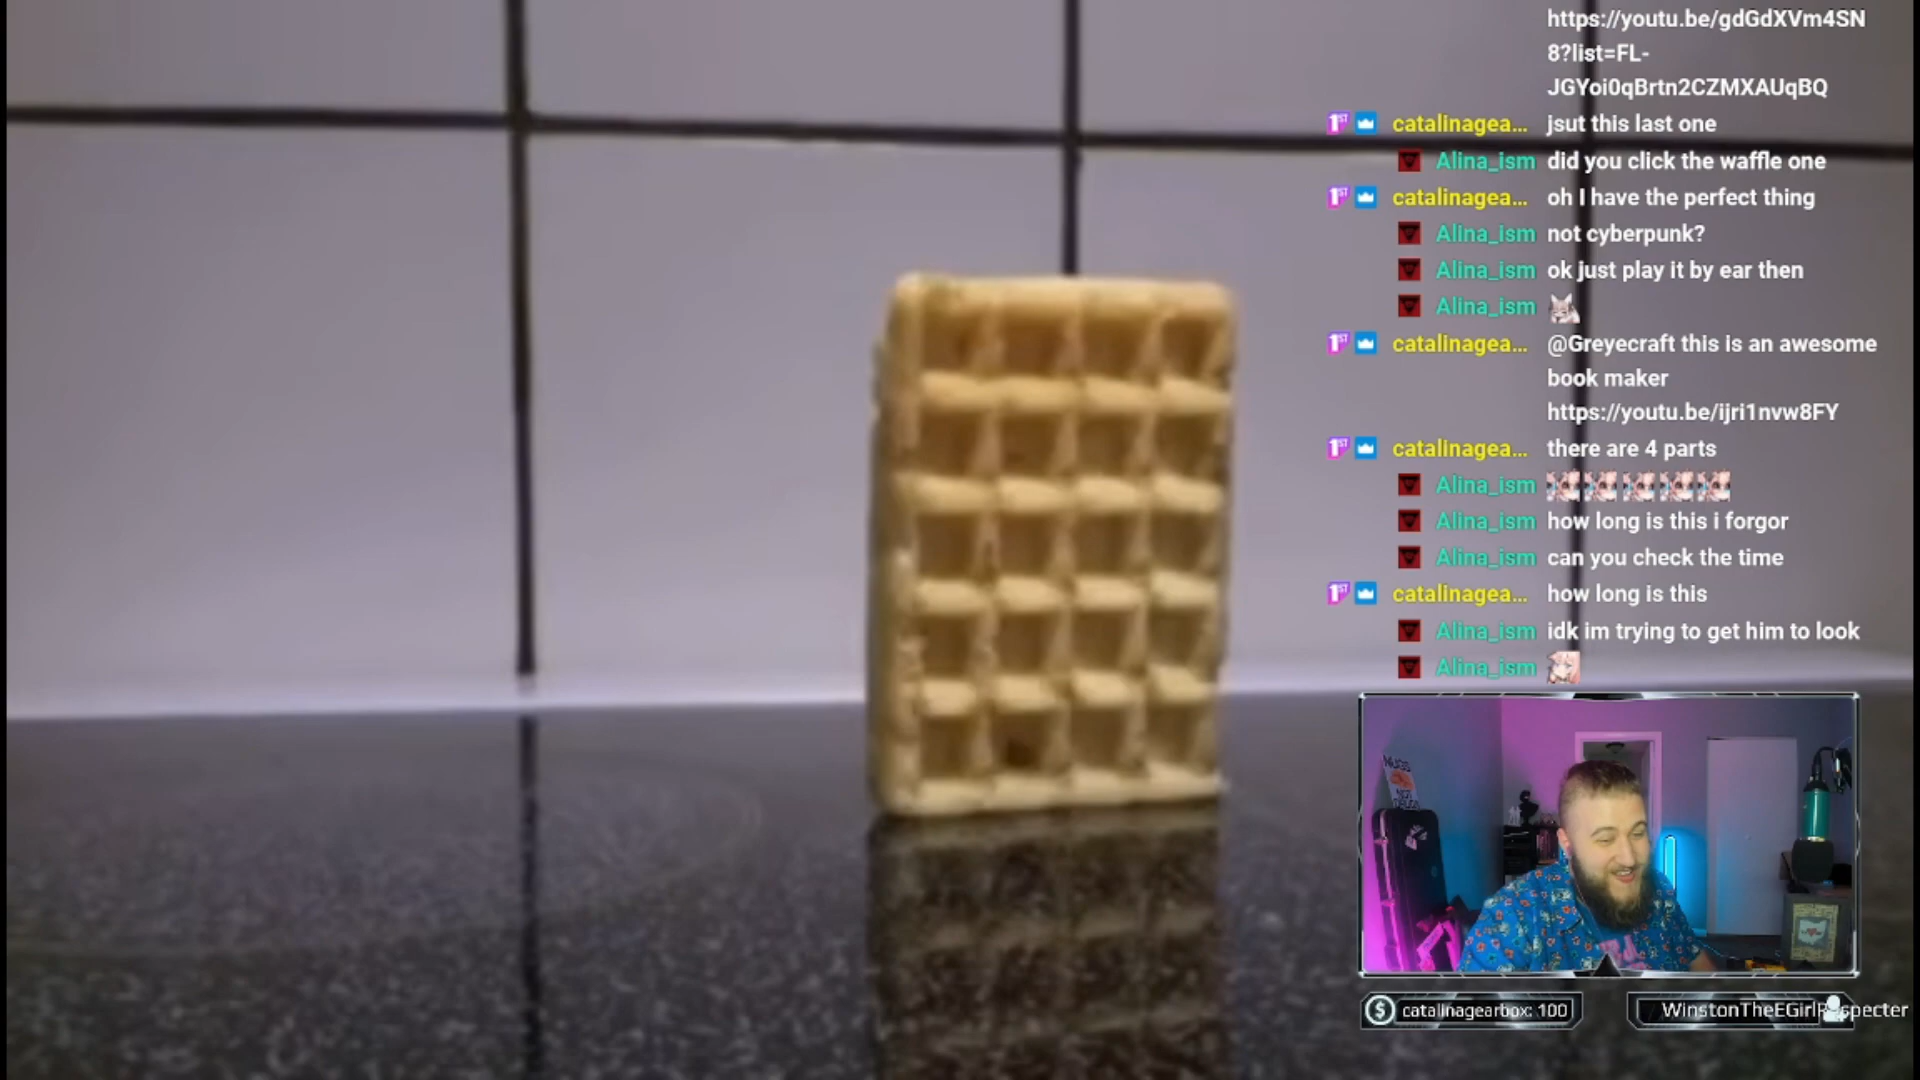 https://youtu.be/gdGdXVm4SN
8?list=FL-
JGYoi0qBrtn2CZMXAUqBQ
catalinagea... jsut this last one
Alina_ism did you click the waffle one
catalinagea... oh I have the perfect thing
Alina_ism not cyberpunk?
Alina_ism ok just play it by ear then
Alina_ism
catalinagea... @Greyecraft this is an awesome
book maker
https://youtu.be/ijri1nvw8FY
catalinagea... there are 4 parts
Alina_ism
Alina_ism how long is this i forgor
Alina_ism can you check the time
catalinagea... how long is this
Alina_ism idk im trying to get him to look
Alina_ism
NUGS
NOT
DRUGS
catalinagearbox: 100
WinstonTheEGirlRespecter